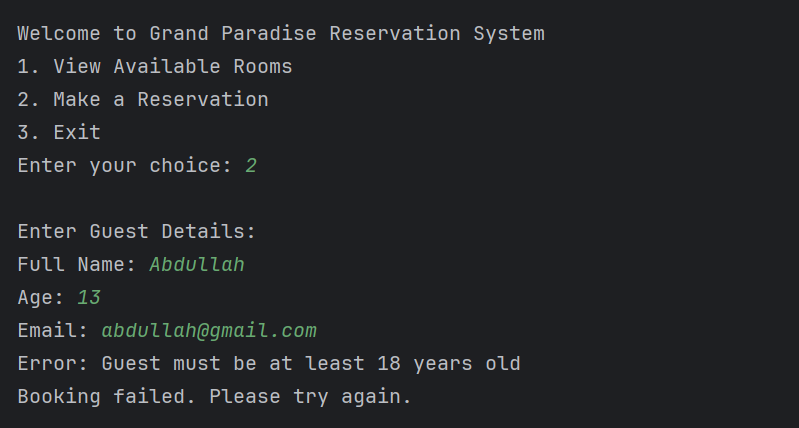 Welcome to Grand Paradise Reservation System
1. View Available Rooms
2. Make a Reservation
3. Exit
Enter your choice: 2
Enter Guest Details:
Full Name: Abdullah
Age: 13
Email: abdullah@gmail.com
Error: Guest must be at least 18 years old
Booking failed. Please try again.